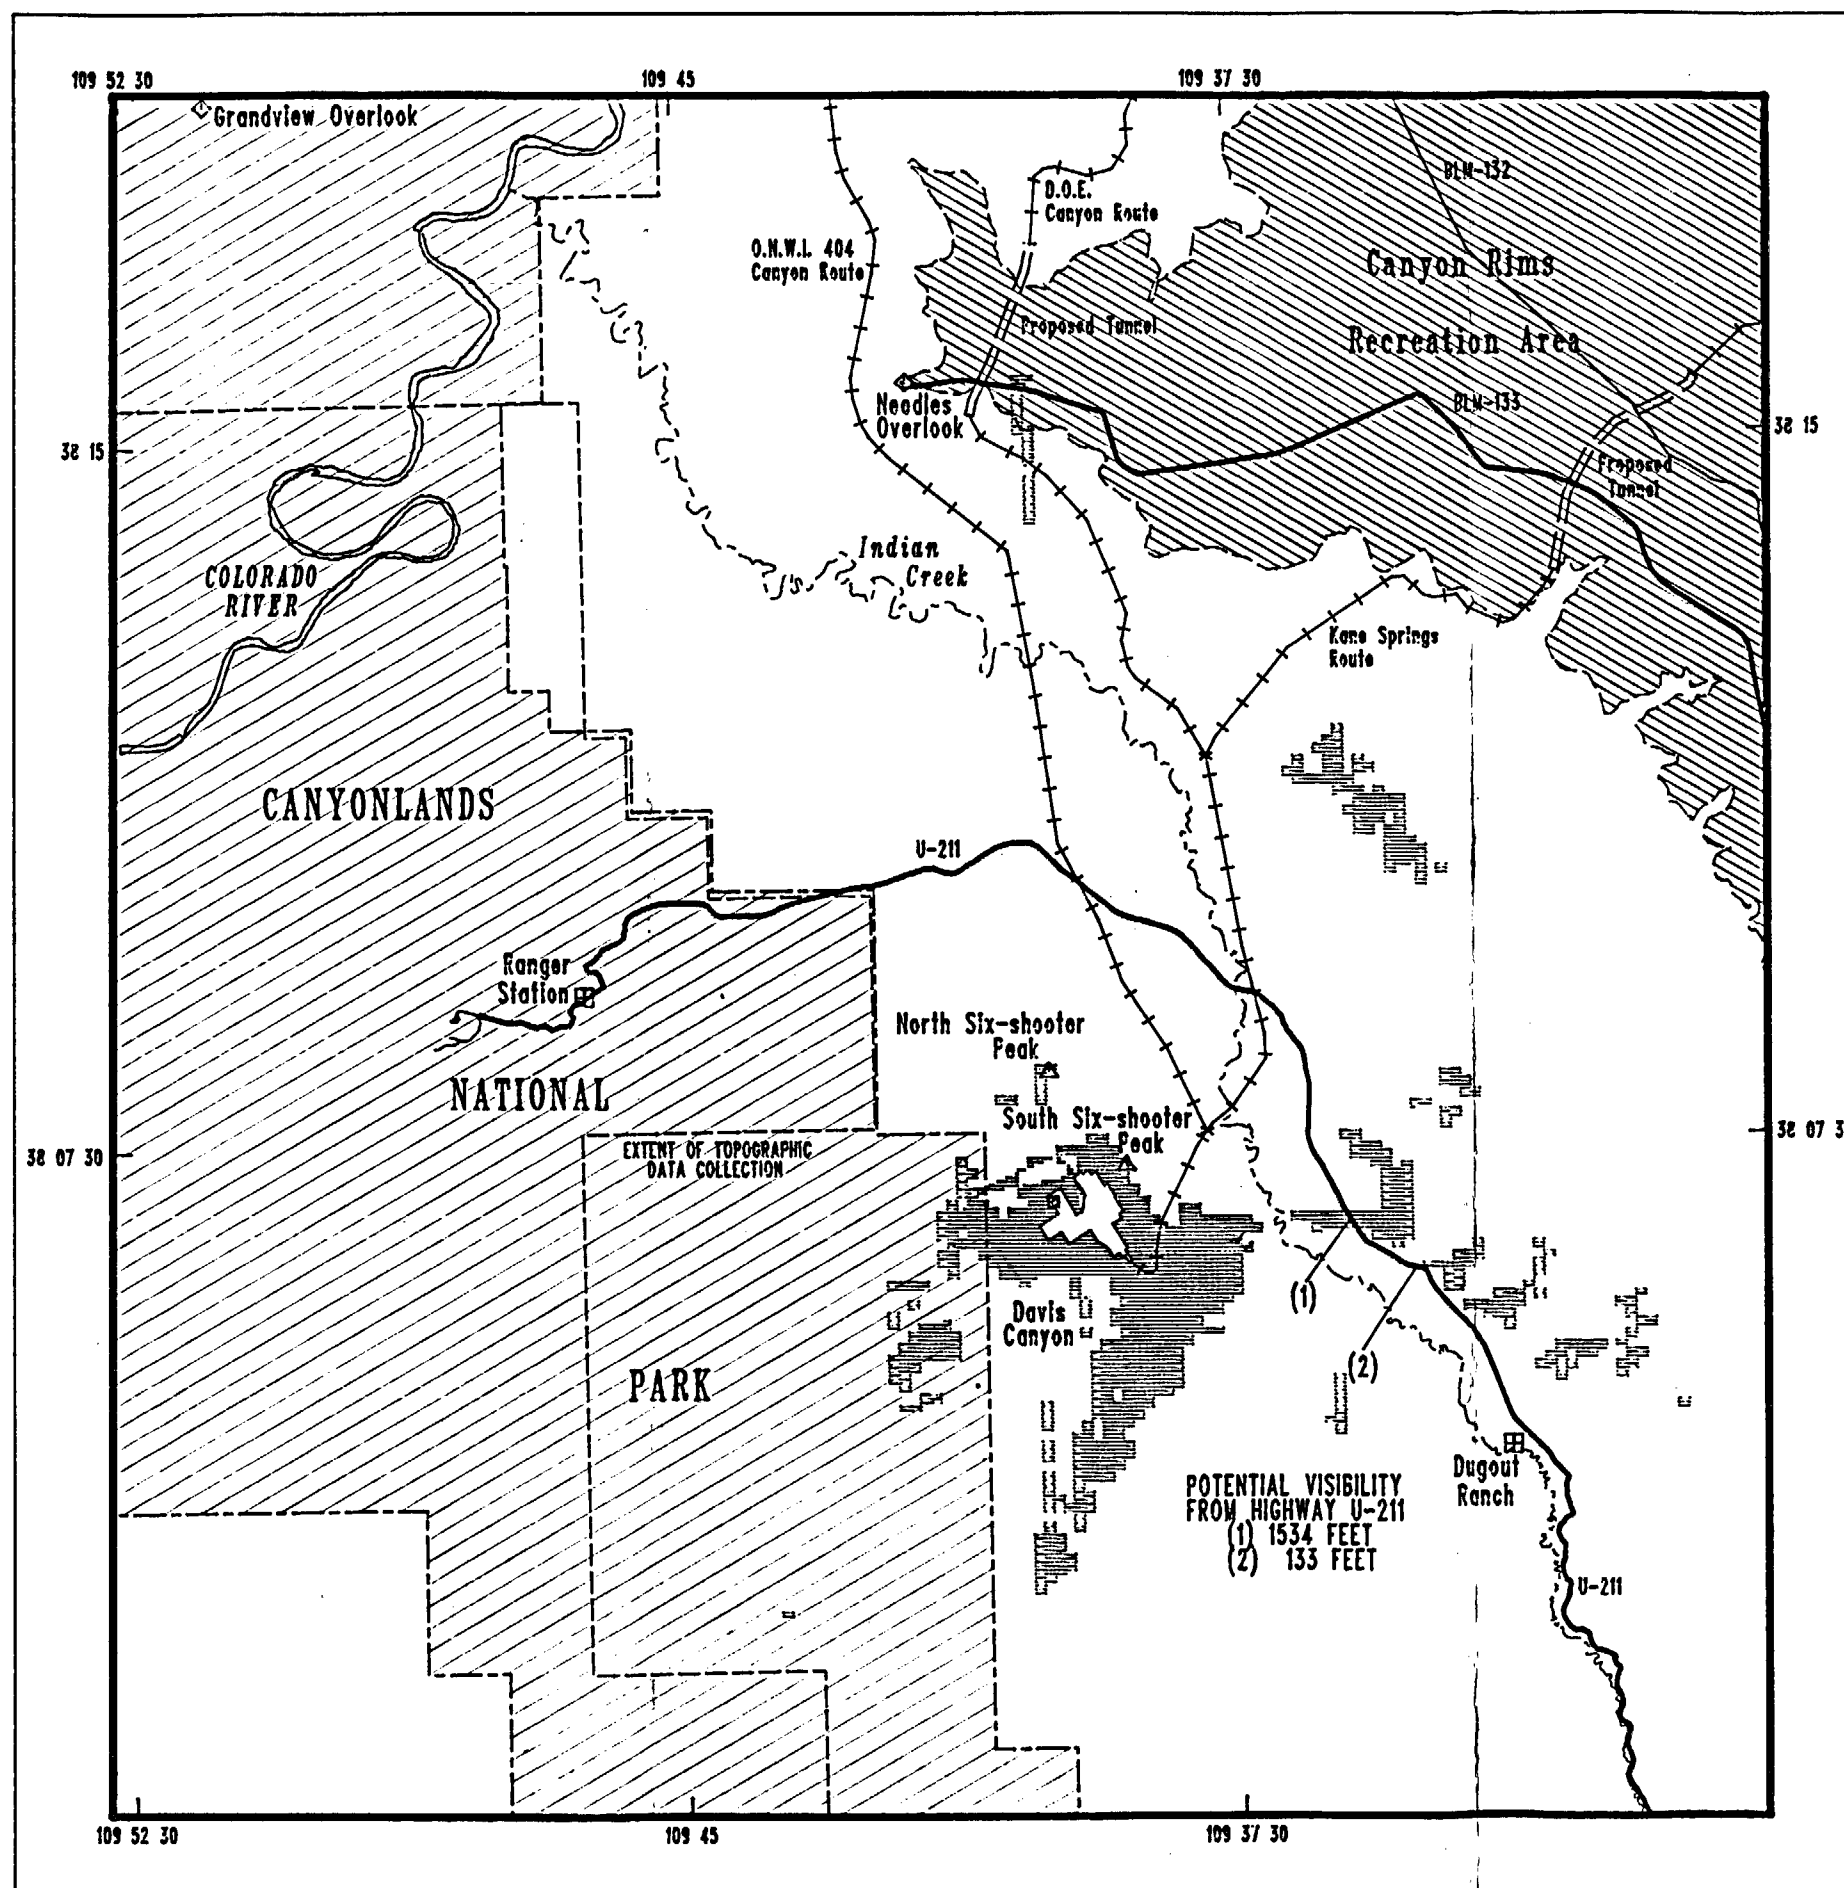 109 52 30
109 45
109 37 30
Grandview Overlook
BLM-132
D.O.E.
Canyon Route
O.N.W.I. 404
Canyon Route
Canyon Rims
Recreation Area
Proposed Tunnel
Needles
Overlook
BLM-133
38 15
38 15
Proposed
Tunnel
Indian
Creek
COLORADO
RIVER
Kane Springs
Route
CANYONLANDS
U-211
Ranger
Station
North Six-shooter
Peak
NATIONAL
South Six-shooter
Peak
38 07 30
38 07 3
EXTENT OF TOPOGRAPHIC
DATA COLLECTION
(1)
Davis
Canyon
(2)
PARK
Dugout
Ranch
POTENTIAL VISIBILITY
FROM HIGHWAY U-211
(1) 1534 FEET
(2) 133 FEET
U-211
109 52 30
109 45
109 37 30